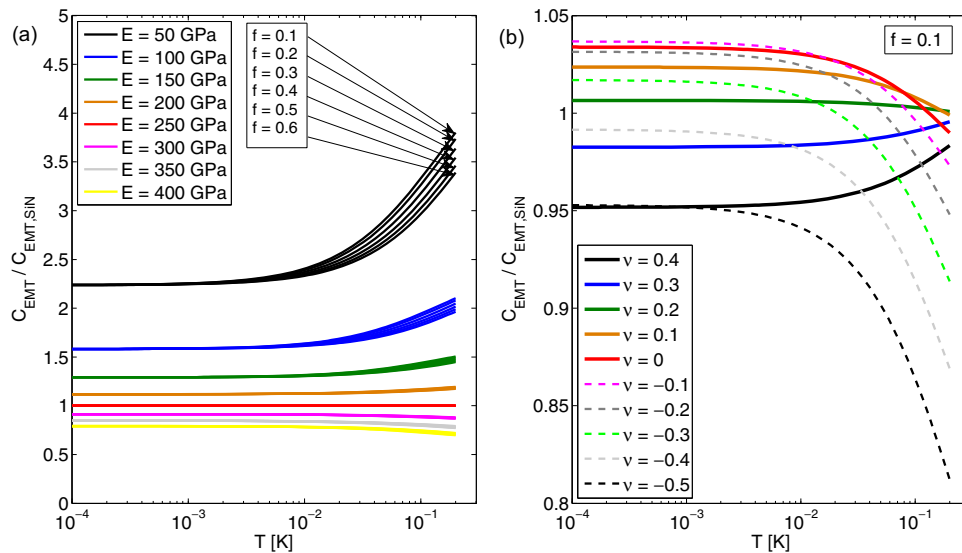 (a)
C_EMT / C_EMT,SiN
5
4.5
4
3.5
3
2.5
2
1.5
1
0.5
0
E = 50 GPa
E = 100 GPa
E = 150 GPa
E = 200 GPa
E = 250 GPa
E = 300 GPa
E = 350 GPa
E = 400 GPa
f = 0.1
f = 0.2
f = 0.3
f = 0.4
f = 0.5
f = 0.6
10⁻⁴ 10⁻³ 10⁻² 10⁻¹
T [K]
(b)
C_EMT / C_EMT,SiN
1.05
1
0.95
0.9
0.85
0.8
f = 0.1
ν = 0.4
ν = 0.3
ν = 0.2
ν = 0.1
ν = 0
ν = −0.1
ν = −0.2
ν = −0.3
ν = −0.4
ν = −0.5
10⁻⁴ 10⁻³ 10⁻² 10⁻¹
T [K]